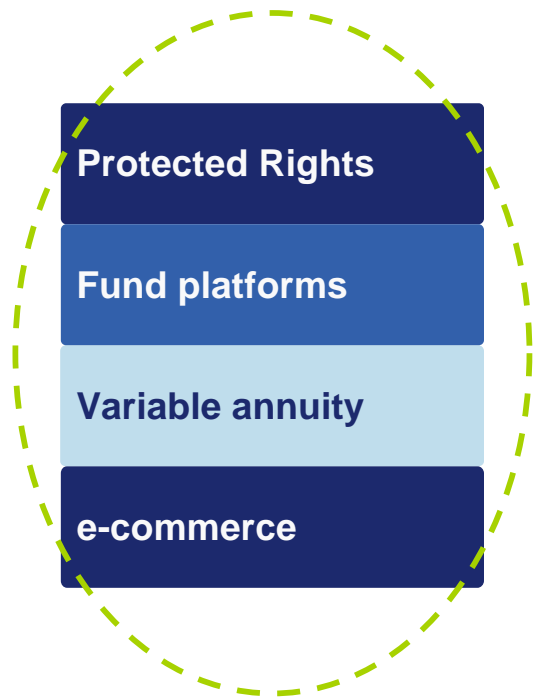 Protected Rights
Fund platforms
Variable annuity
e-commerce